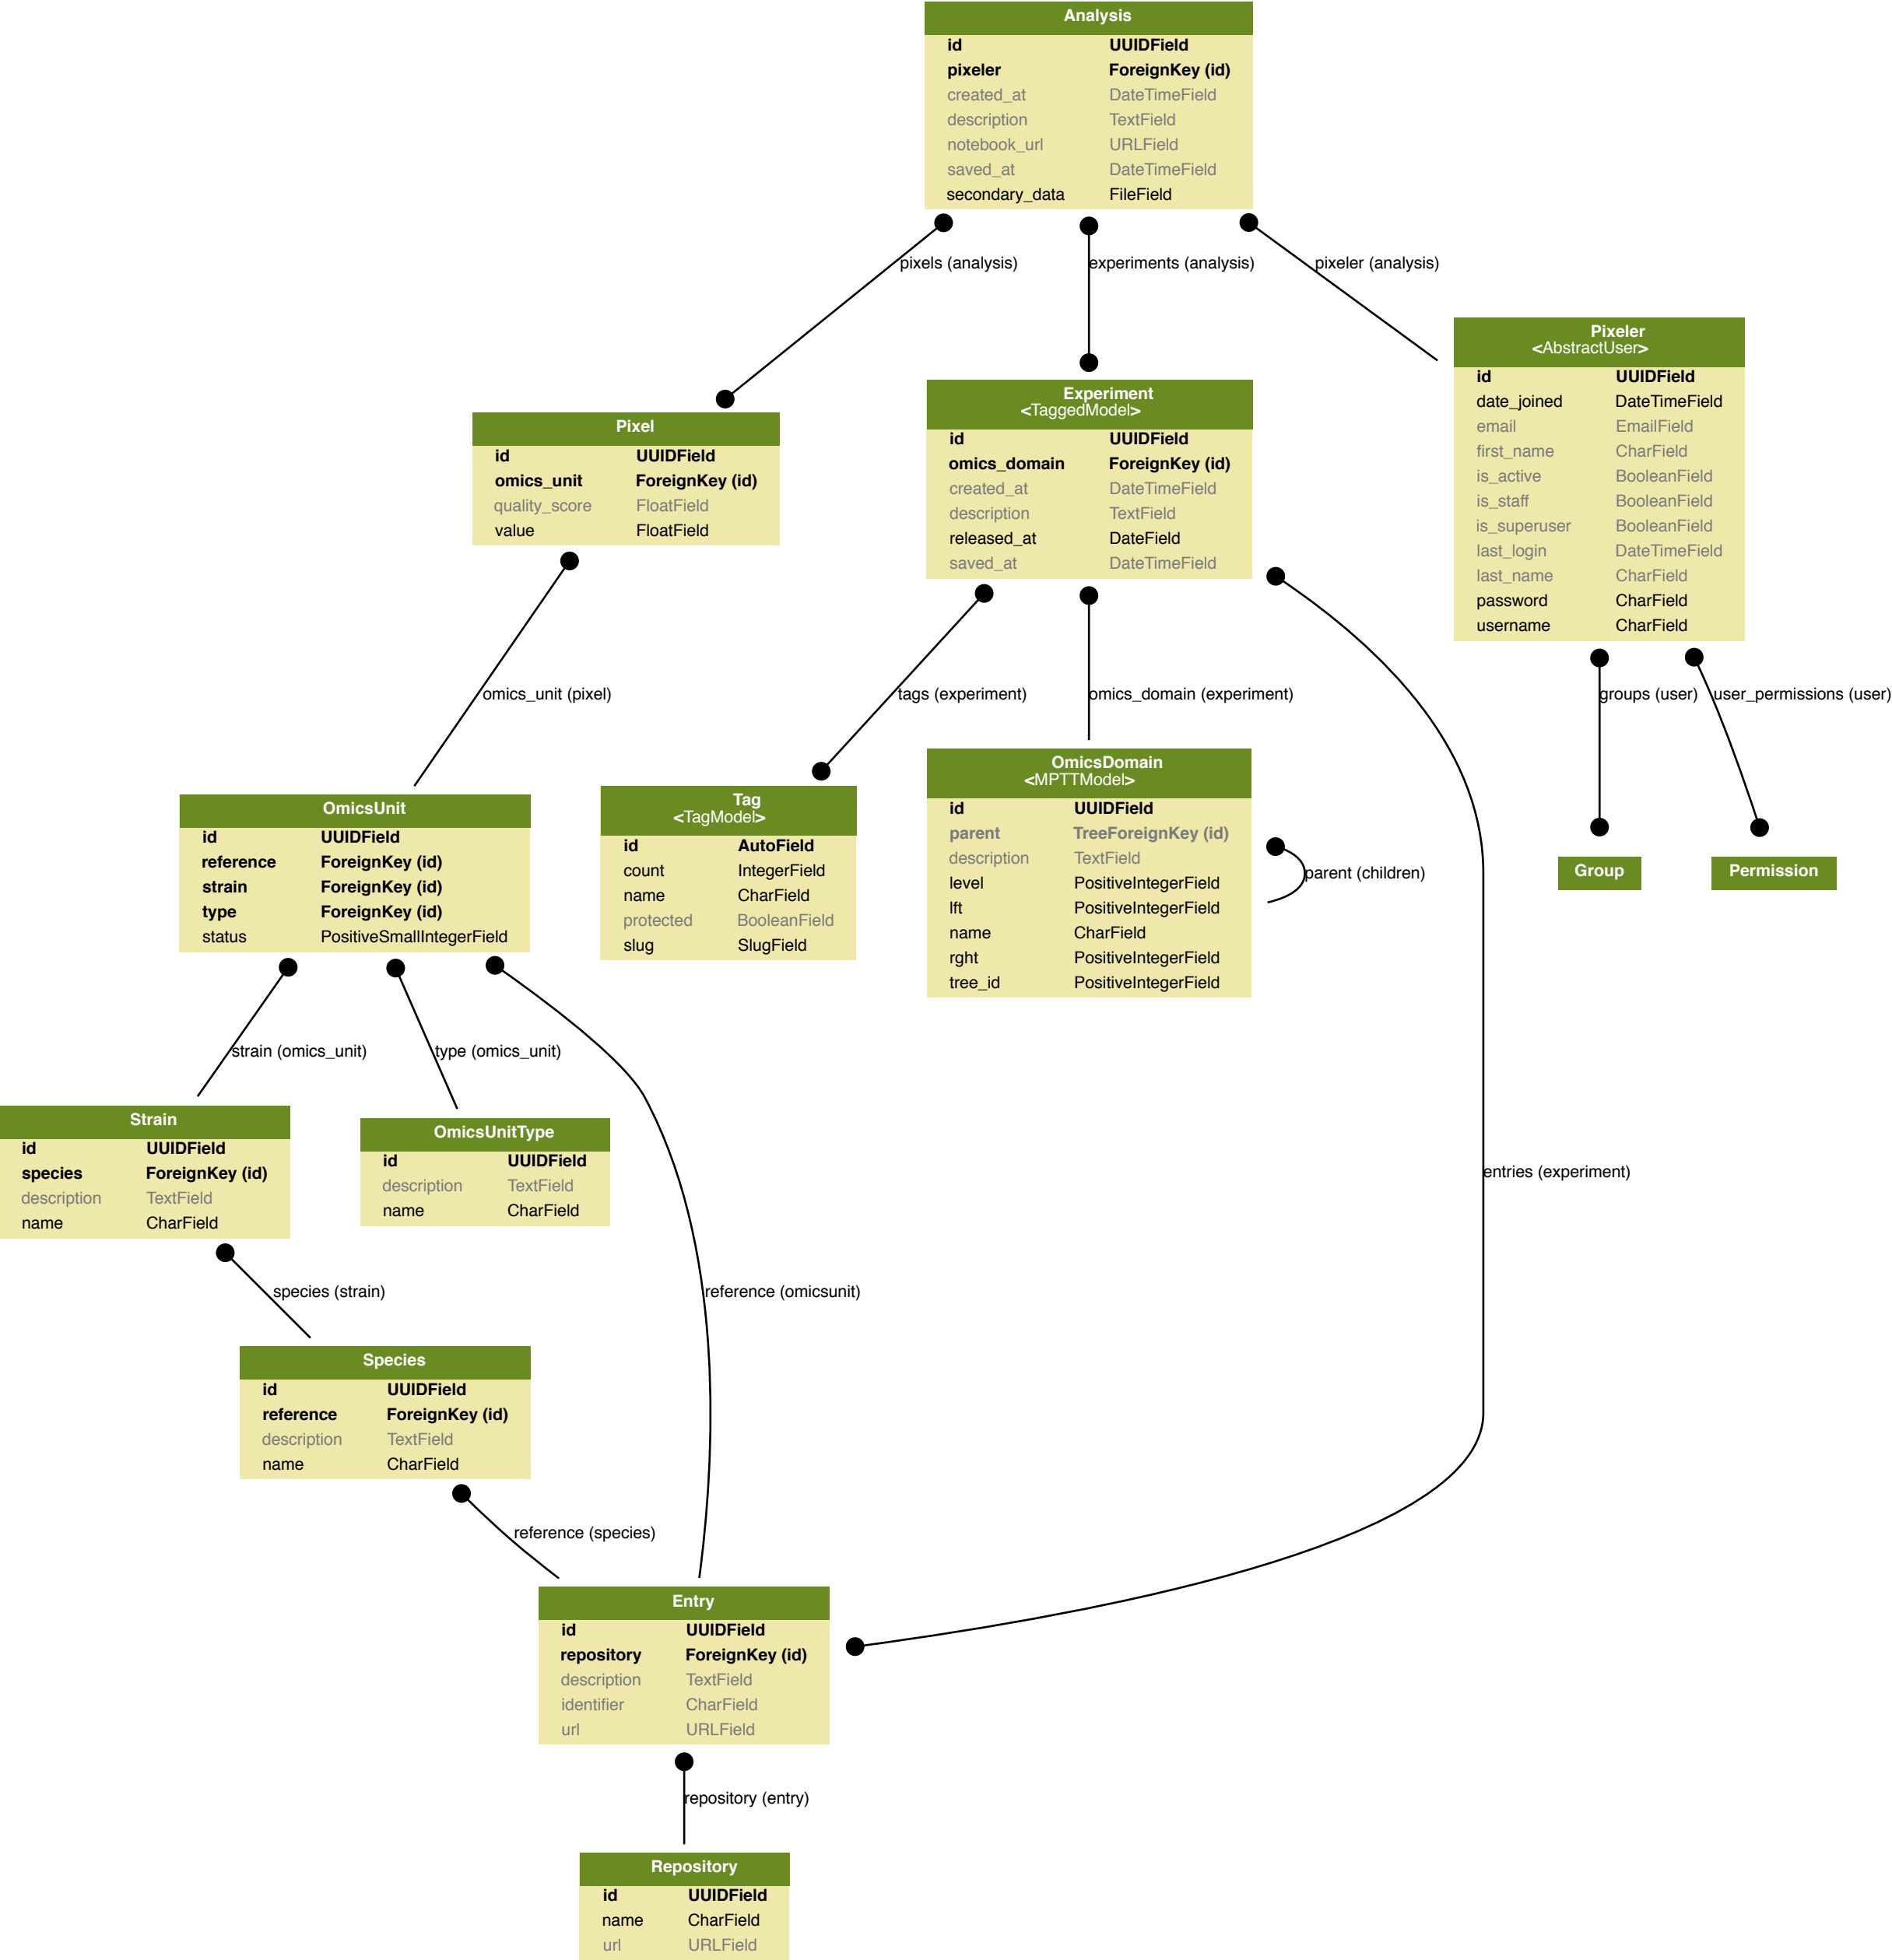 Analysis
id UUIDField
pixeler ForeignKey (id)
created_at DateTimeField
description TextField
notebook_url URLField
saved_at DateTimeField
secondary_data FileField
pixels (analysis)
experiments (analysis)
pixeler (analysis)
Pixeler
<AbstractUser>
id UUIDField
date_joined DateTimeField
email EmailField
first_name CharField
is_active BooleanField
is_staff BooleanField
is_superuser BooleanField
last_login DateTimeField
last_name CharField
password CharField
username CharField
Experiment
<TaggedModel>
id UUIDField
omics_domain ForeignKey (id)
created_at DateTimeField
description TextField
released_at DateField
saved_at DateTimeField
Pixel
id UUIDField
omics_unit ForeignKey (id)
quality_score FloatField
value FloatField
omics_unit (pixel)
tags (experiment)
omics_domain (experiment)
groups (user)
user_permissions (user)
OmicsUnit
id UUIDField
reference ForeignKey (id)
strain ForeignKey (id)
type ForeignKey (id)
status PositiveSmallIntegerField
Tag
<TagModel>
id AutoField
count IntegerField
name CharField
protected BooleanField
slug SlugField
OmicsDomain
<MPTTModel>
id UUIDField
parent TreeForeignKey (id)
description TextField
level PositiveIntegerField
lft PositiveIntegerField
name CharField
rght PositiveIntegerField
tree_id PositiveIntegerField
parent (children)
Group
Permission
strain (omics_unit)
type (omics_unit)
Strain
id UUIDField
species ForeignKey (id)
description TextField
name CharField
OmicsUnitType
id UUIDField
description TextField
name CharField
entries (experiment)
species (strain)
reference (omicsunit)
Species
id UUIDField
reference ForeignKey (id)
description TextField
name CharField
reference (species)
Entry
id UUIDField
repository ForeignKey (id)
description TextField
identifier CharField
url URLField
repository (entry)
Repository
id UUIDField
name CharField
url URLField